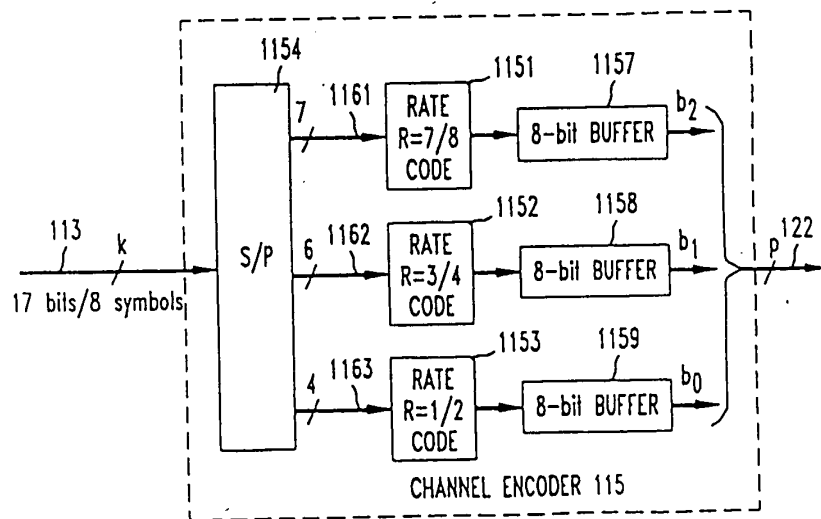 1154
1151
1157
7
1161
RATE
R=7/8
CODE
8-bit BUFFER
b2
1152
1158
113
k
17 bits/8 symbols
S/P
6
1162
RATE
R=3/4
CODE
8-bit BUFFER
b1
p
122
1153
1159
4
1163
RATE
R=1/2
CODE
8-bit BUFFER
b0
CHANNEL ENCODER 115